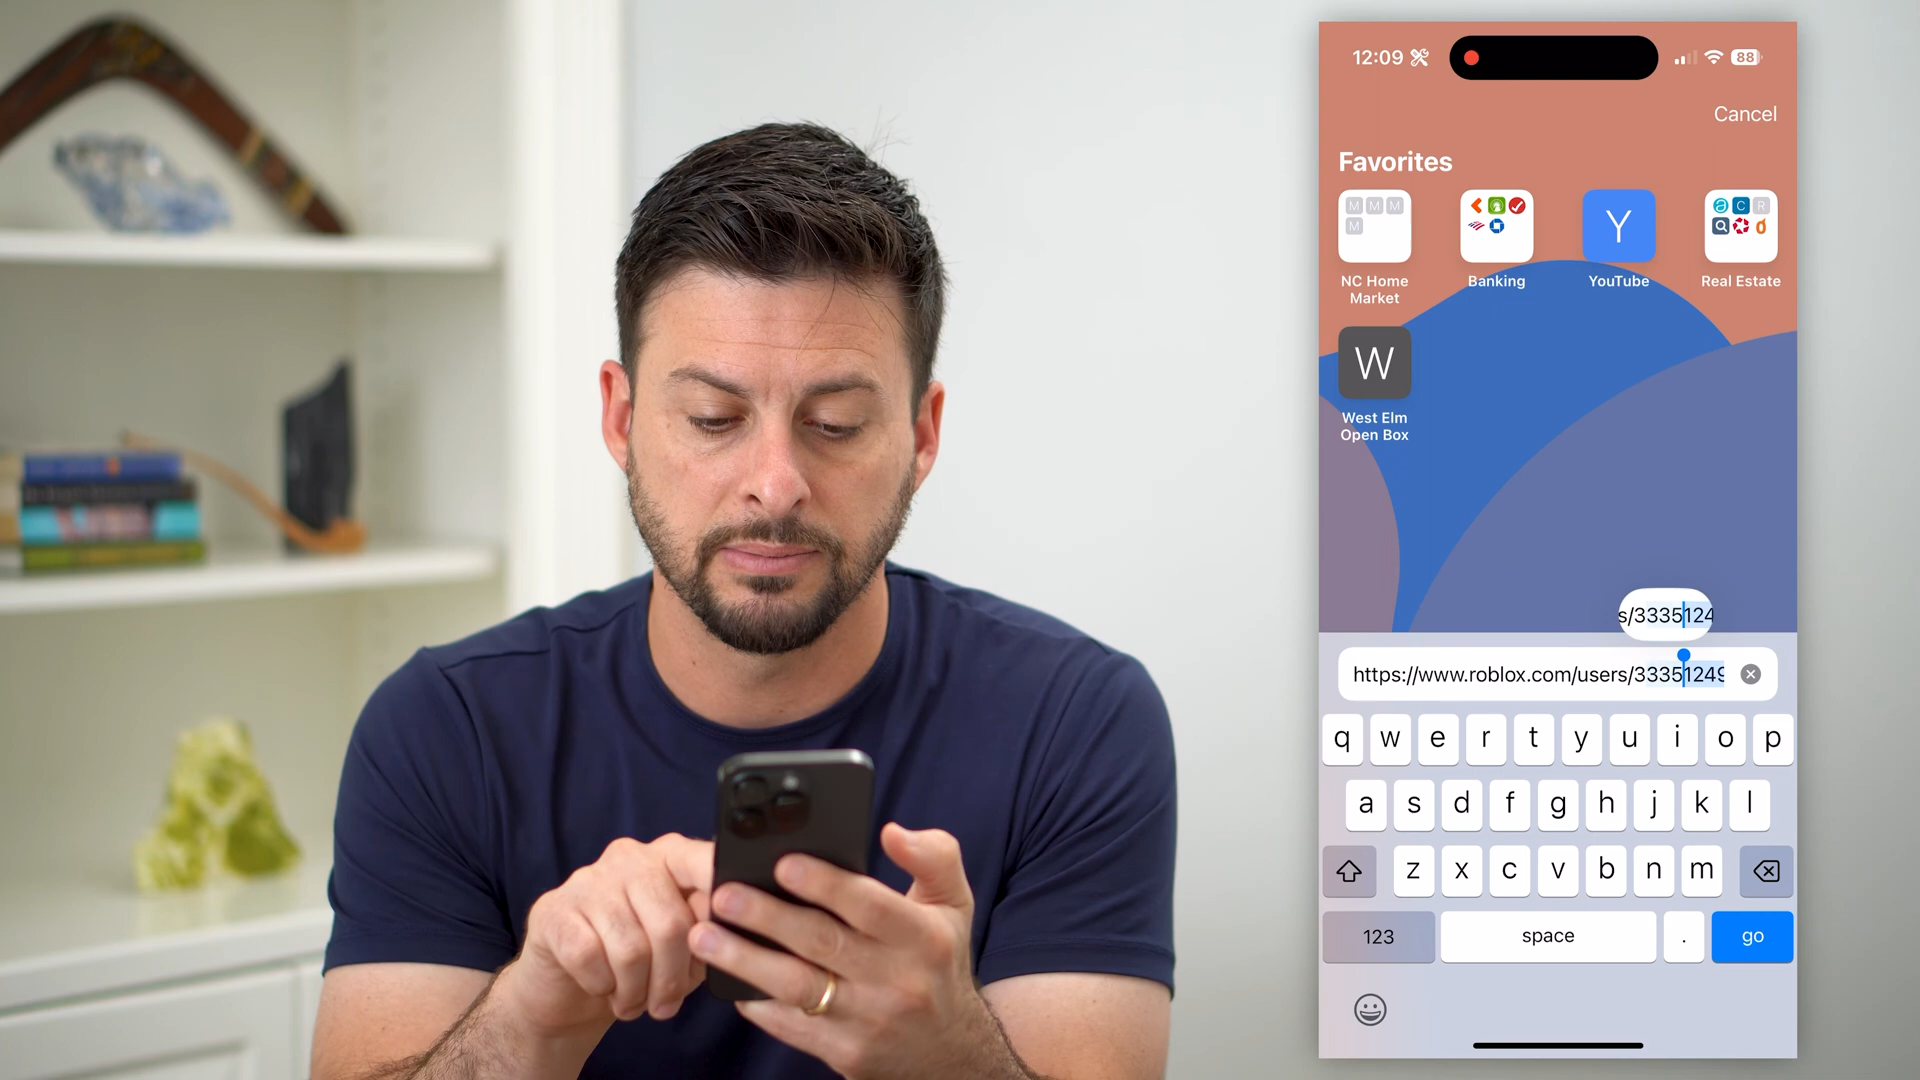 12:09
88
Cancel
Favorites
M M M
M
Y
C R
NC Home
Market
Banking
YouTube
Real Estate
W
West Elm
Open Box
s/3335124
https://www.roblox.com/users/33351249
q w e r t y u i o p
a s d f g h j k l
z x c v b n m
123 space . go